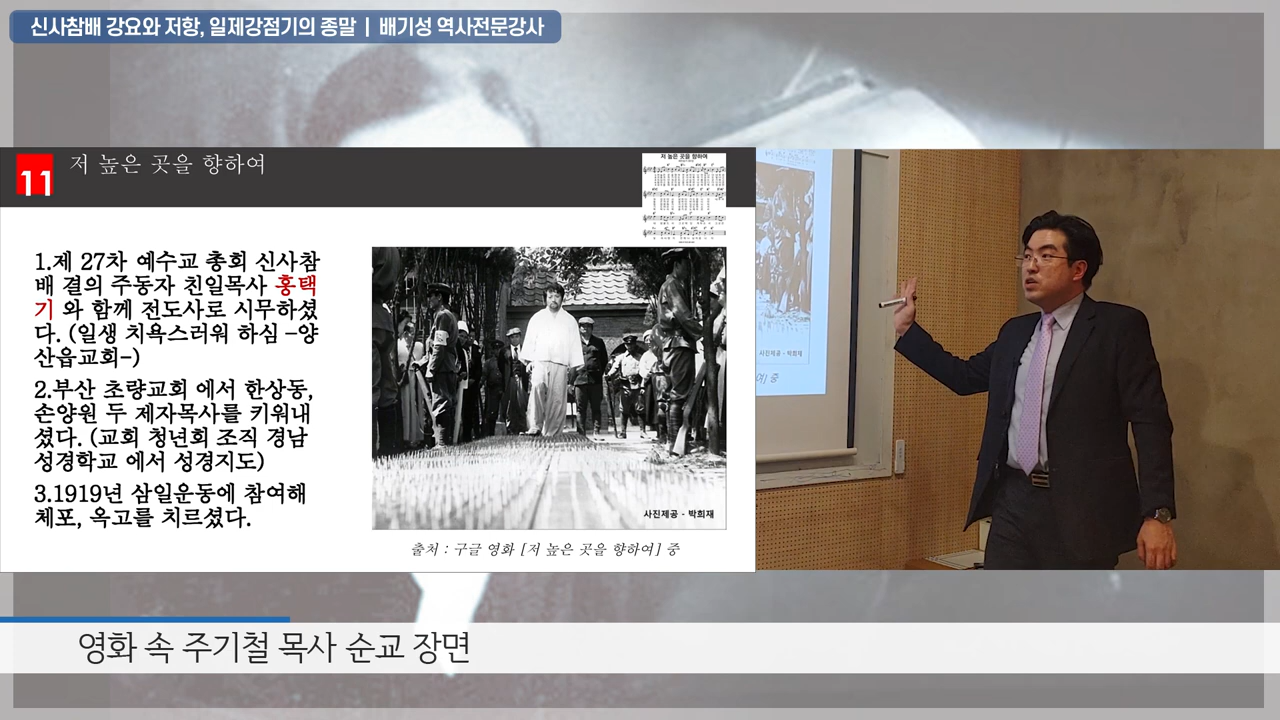 신사참배 강요와 저항, 일제강점기의 종말 | 배기성 역사전문강사
11
저 높은 곳을 향하여
저 높은 곳을 향하여
1.제 27차 예수교 총회 신사참
배 결의 주동자 친일목사 홍택
기 와 함께 전도사로 시무하셨
다. (일생 치욕스러워 하심 –양
산읍교회–)
2.부산 초량교회 에서 한상동,
손양원 두 제자목사를 키워내
셨다. (교회 청년회 조직 경남
성경학교 에서 성경지도)
3.1919년 삼일운동에 참여해
체포, 옥고를 치르셨다.
사진제공 - 박희재
출처 : 구글 영화 [저 높은 곳을 향하여] 중
사진제공 - 박희재
여] 중
영화 속 주기철 목사 순교 장면